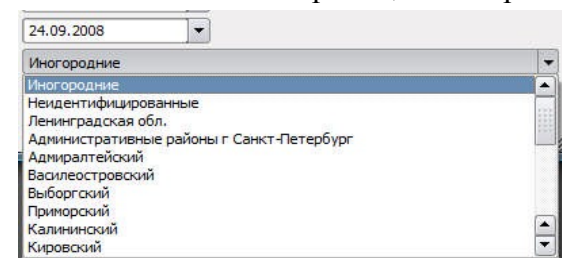 24.09.2008
Иногородние
Иногородние
Неидентифицированные
Ленинградская обл.
Административные районы г Санкт-Петербург
Адмиралтейский
Василеостровский
Выборгский
Приморский
Калининский
Кировский